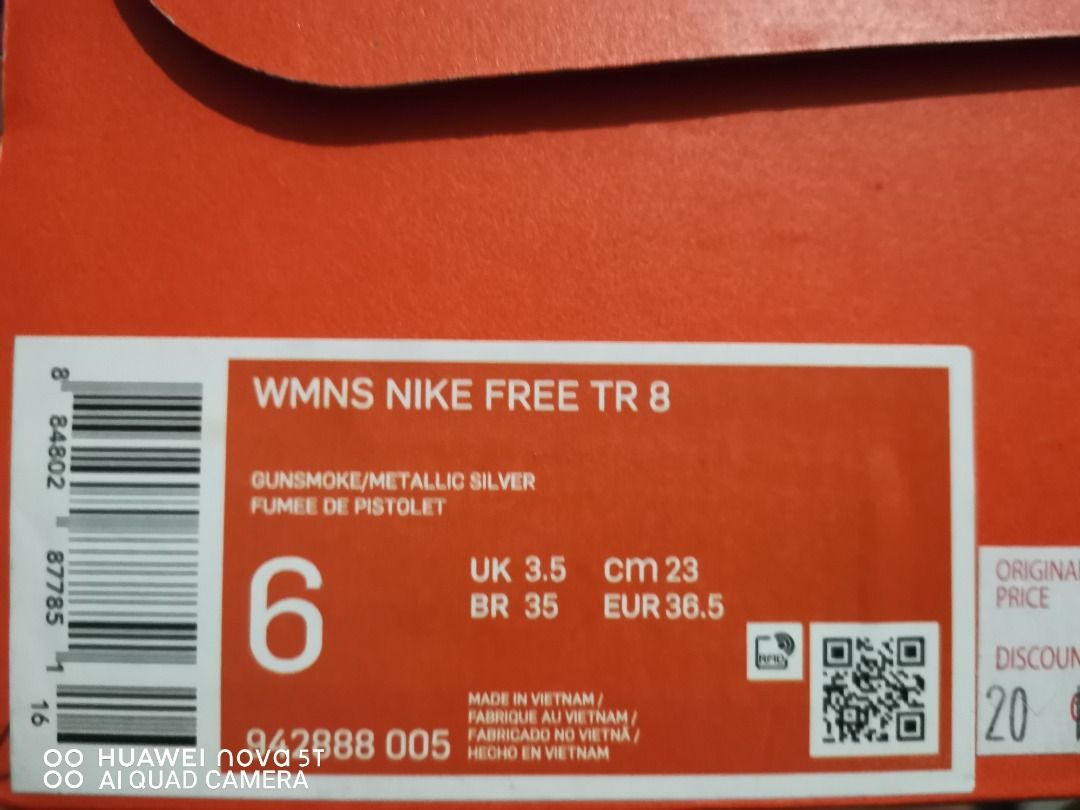 WMNS NIKE FREE TR 8
GUNSMOKE/METALLIC SILVER
FUMEE DE PISTOLET
6
UK 3.5 cm 23
BR 35 EUR 36.5
RFID
MADE IN VIETNAM /
FABRIQUE AU VIETNAM /
FABRICADO NO VIETNÃ /
HECHO EN VIETNAM
942888 005
8 84802 87785 1
16
ORIGINAL
PRICE
DISCOUN
20
HUAWEI nova 5T
AI QUAD CAMERA